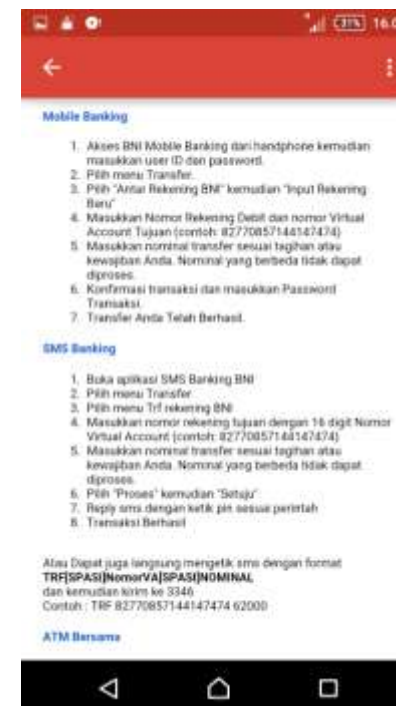 31% 16.0
Mobile Banking
1. Akses BNI Mobile Banking dari handphone kemudian
masukkan user ID dan password.
2. Pilih menu Transfer.
3. Pilih "Antar Rekening BNI" kemudian "Input Rekening
Baru"
4. Masukkan Nomor Rekening Debit dan nomor Virtual
Account Tujuan (contoh: 8277085714414 7474)
5. Masukkan nominal transfer sesuai tagihan atau
kewajiban Anda. Nominal yang berbeda tidak dapat
diproses.
6. Konfirmasi transaksi dan masukkan Password
Transaksi.
7. Transfer Anda Telah Berhasil.
SMS Banking
1. Buka aplikasi SMS Banking BNI
2. Pilih menu Transfer
3. Pilih menu Trf rekening BNI
4. Masukkan nomor rekening tujuan dengan 16 digit Nomor
Virtual Account (contoh: 82770857144147474)
5. Masukkan nominal transfer sesuai tagihan atau
kewajiban Anda. Nominal yang berbeda tidak dapat
diproses.
6. Pilih "Proses" kemudian "Setuju"
7. Reply sms dengan ketik pin sesuai perintah
8. Transaksi Berhasil
Atau Dapat juga langsung mengetik sms dengan format
TRF[SPASI]NomorVA[SPASI]NOMINAL
dan kemudian kirim ke 3346
Contoh : TRF 82770857144147474 62000
ATM Bersama